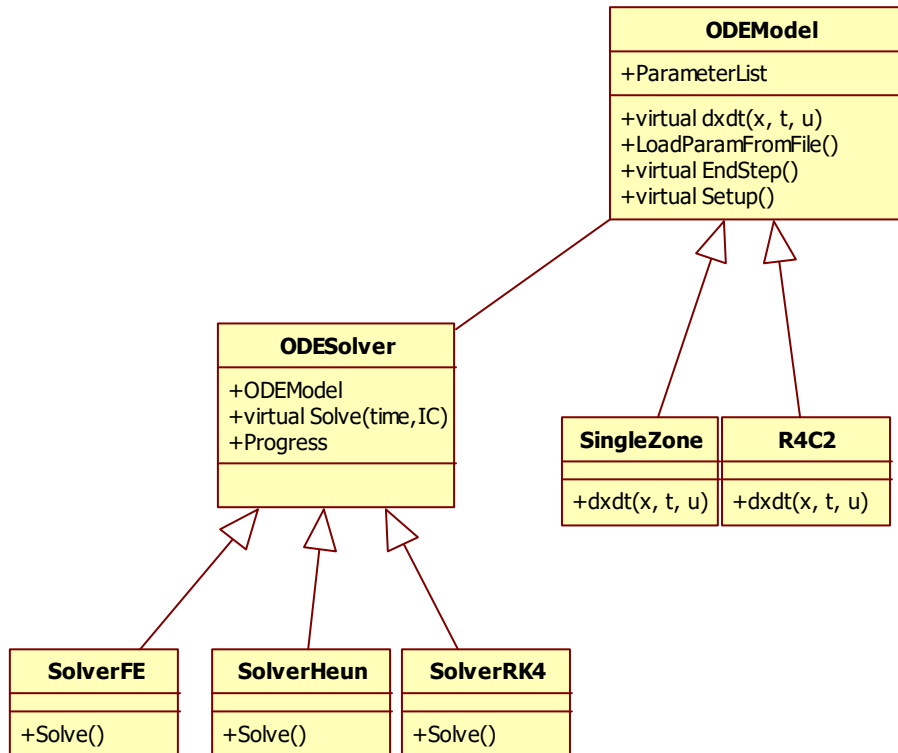 ODEModel
+ParameterList
+virtual dxdt(x, t, u)
+LoadParamFromFile()
+virtual EndStep()
+virtual Setup()
ODESolver
+ODEModel
+virtual Solve(time,IC)
+Progress
SingleZone
+dxdt(x, t, u)
R4C2
+dxdt(x, t, u)
SolverFE
+Solve()
SolverHeun
+Solve()
SolverRK4
+Solve()